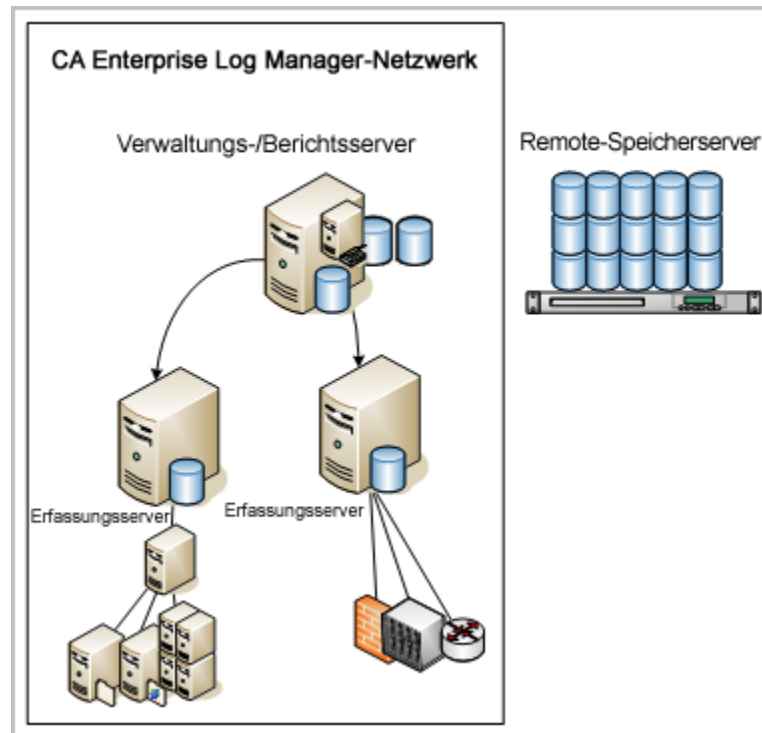 CA Enterprise Log Manager-Netzwerk
Verwaltungs-/Berichtsserver
Remote-Speicherserver
Erfassungsserver
Erfassungsserver